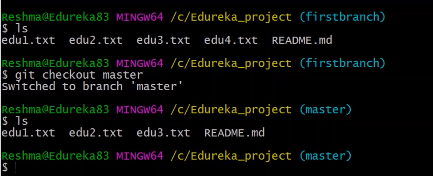 Reshma@Edureka83 MINGW64 /c/Edureka_project (firstbranch)
$ ls
edu1.txt  edu2.txt  edu3.txt  edu4.txt  README.md
Reshma@Edureka83 MINGW64 /c/Edureka_project (firstbranch)
$ git checkout master
Switched to branch 'master'
Reshma@Edureka83 MINGW64 /c/Edureka_project (master)
$ ls
edu1.txt  edu2.txt  edu3.txt  README.md
Reshma@Edureka83 MINGW64 /c/Edureka_project (master)
$